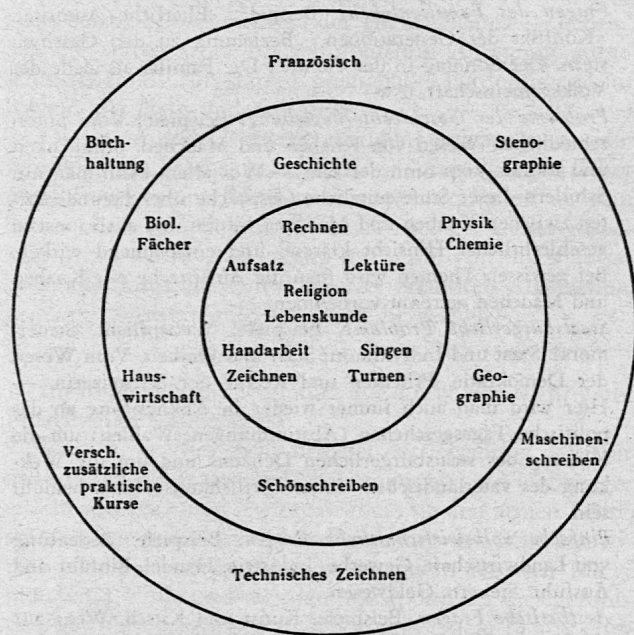 Französisch
Buch-
haltung
Steno-
graphie
Geschichte
Biol.
Fächer
Physik
Chemie
Rechnen
Aufsatz
Lektüre
Religion
Lebenskunde
Handarbeit
Zeichnen
Singen
Turnen
Haus-
wirtschaft
Geo-
graphie
Versch.
zusätzliche
praktische
Kurse
Maschinen-
schreiben
Schönschreiben
Technisches Zeichnen